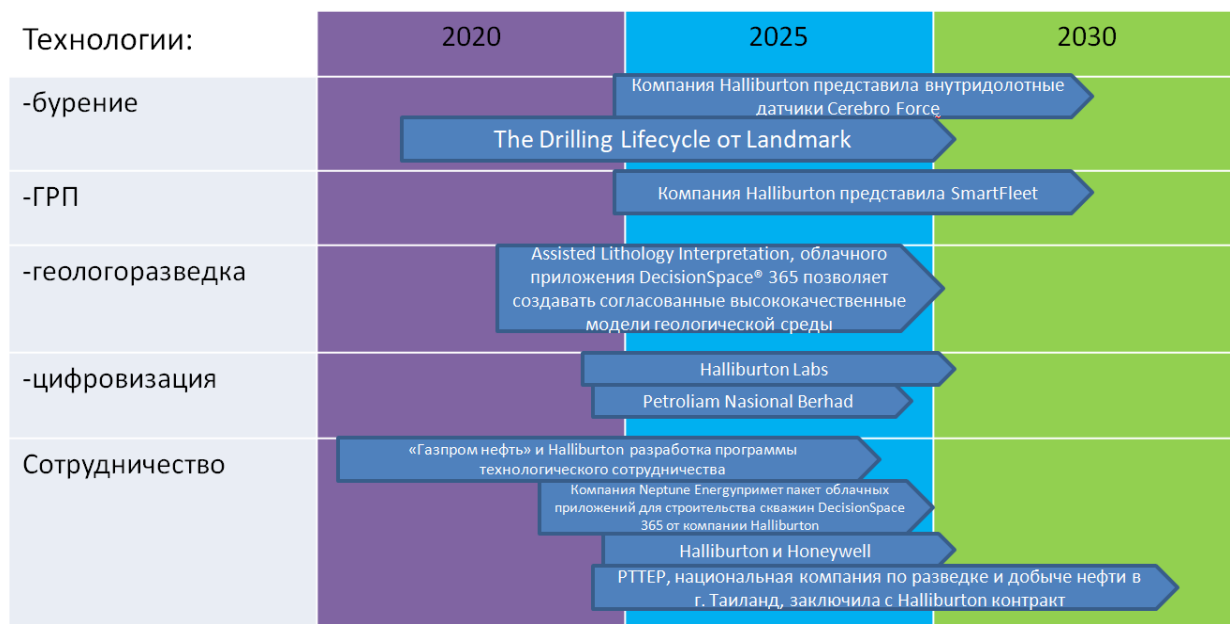 Технологии:
2020
2025
2030
-бурение
Компания Halliburton представила внутридолотные
датчики Cerebro Force
The Drilling Lifecycle от Landmark
-ГРП
Компания Halliburton представила SmartFleet
-геологоразведка
Assisted Lithology Interpretation, облачного
приложения DecisionSpace® 365 позволяет
создавать согласованные высококачественные
модели геологической среды
-цифровизация
Halliburton Labs
Petroliam Nasional Berhad
Сотрудничество
«Газпром нефть» и Halliburton разработка программы
технологического сотрудничества
Компания Neptune Energyпримет пакет облачных
приложений для строительства скважин DecisionSpace
365 от компании Halliburton
Halliburton и Honeywell
PTTEP, национальная компания по разведке и добыче нефти в
г. Таиланд, заключила с Halliburton контракт